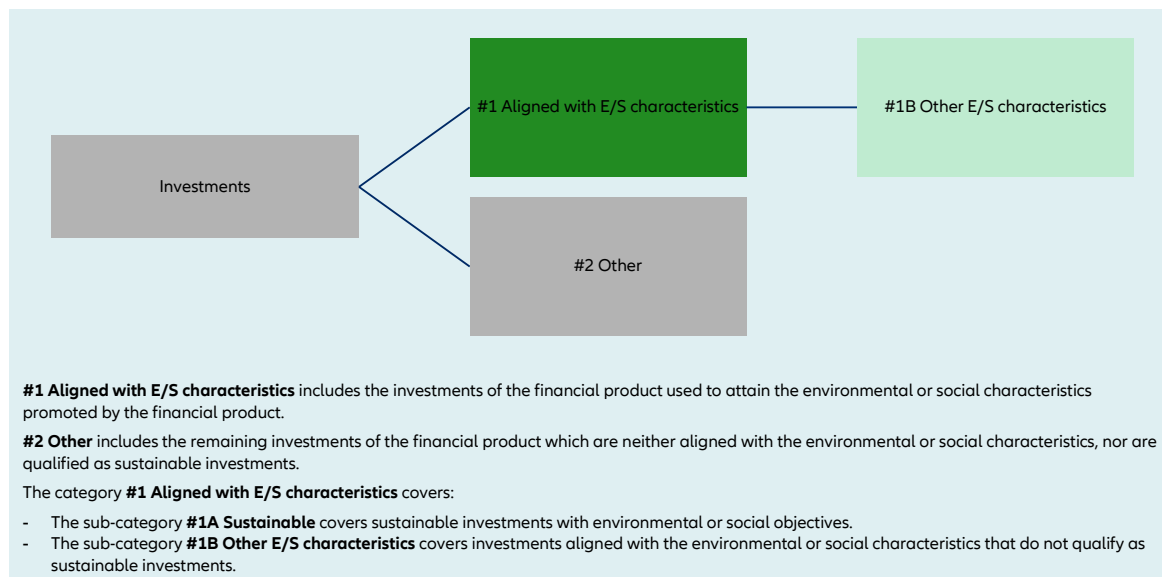 #1 Aligned with E/S characteristics
#1B Other E/S characteristics
Investments
#2 Other
#1 Aligned with E/S characteristics includes the investments of the financial product used to attain the environmental or social characteristics
promoted by the financial product.
#2 Other includes the remaining investments of the financial product which are neither aligned with the environmental or social characteristics, nor are
qualified as sustainable investments.
The category #1 Aligned with E/S characteristics covers:
- The sub-category #1A Sustainable covers sustainable investments with environmental or social objectives.
- The sub-category #1B Other E/S characteristics covers investments aligned with the environmental or social characteristics that do not qualify as
sustainable investments.